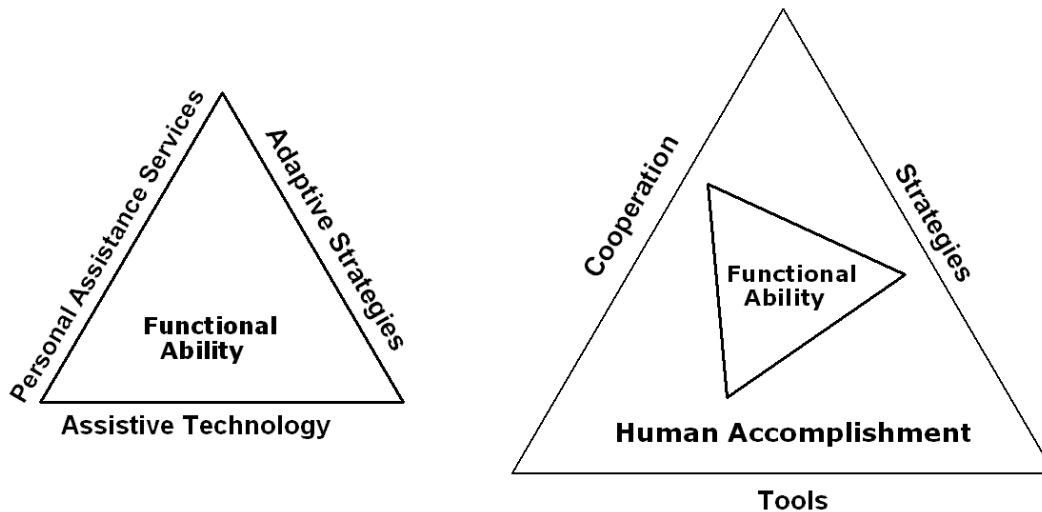 Personal Assistance Services
Adaptive Strategies
Functional
Ability
Assistive Technology
Cooperation
Strategies
Functional
Ability
Human Accomplishment
Tools